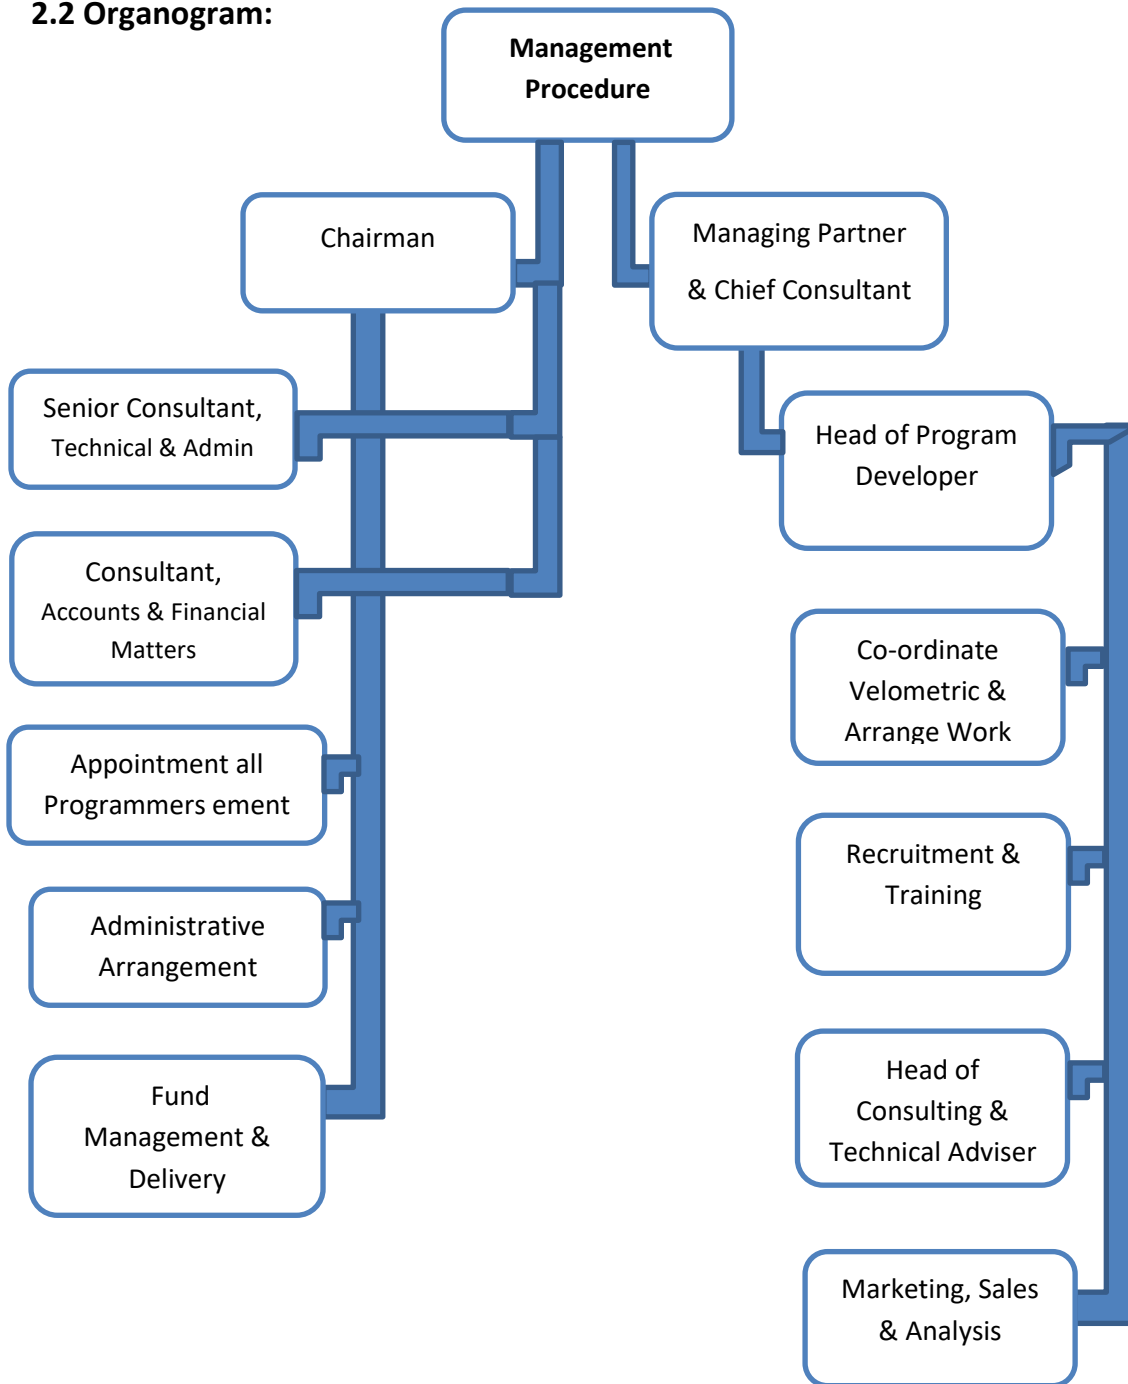 2.2 Organogram:
Management
Procedure
Chairman
Managing Partner
& Chief Consultant
Senior Consultant,
Technical & Admin
Head of Program
Developer
Consultant,
Accounts & Financial
Matters
Co-ordinate
Velometric &
Arrange Work
Appointment all
Programmers ement
Recruitment &
Training
Administrative
Arrangement
Head of
Consulting &
Technical Adviser
Fund
Management &
Delivery
Marketing, Sales
& Analysis